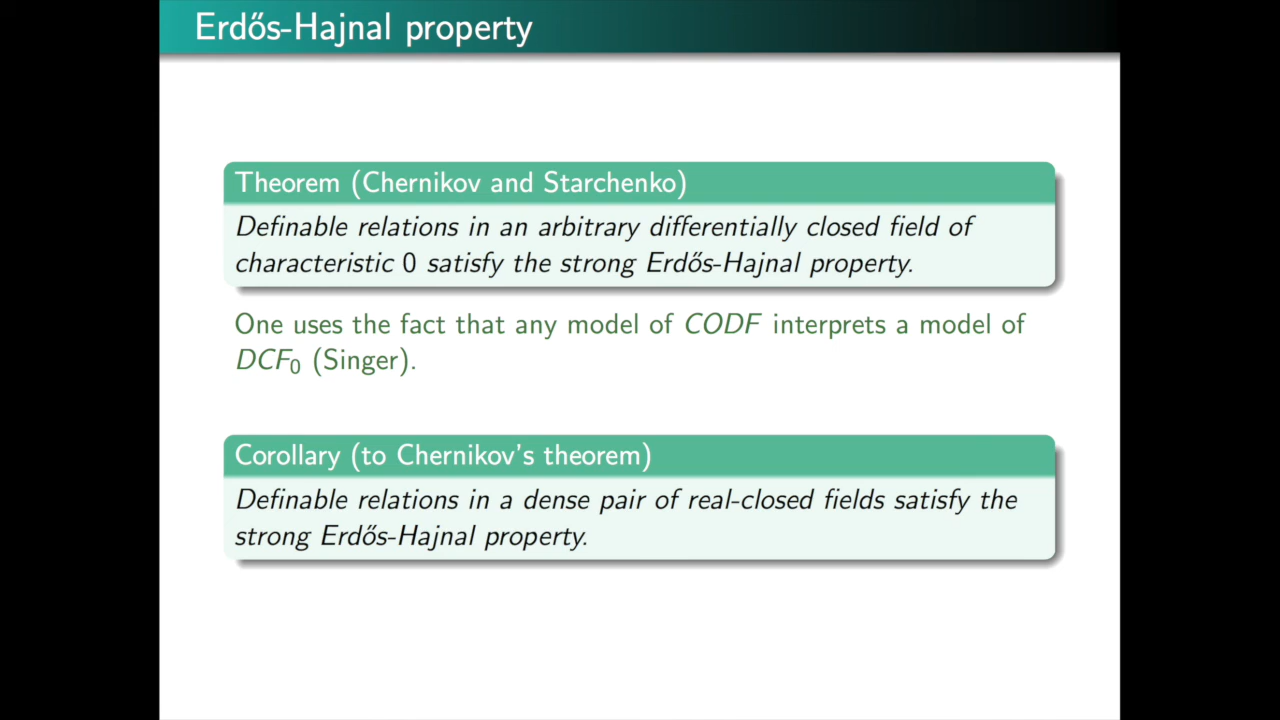 Erdős-Hajnal property
Theorem (Chernikov and Starchenko)
Definable relations in an arbitrary differentially closed field of
characteristic 0 satisfy the strong Erdős-Hajnal property.
One uses the fact that any model of CODF interprets a model of
DCF₀ (Singer).
Corollary (to Chernikov's theorem)
Definable relations in a dense pair of real-closed fields satisfy the
strong Erdős-Hajnal property.